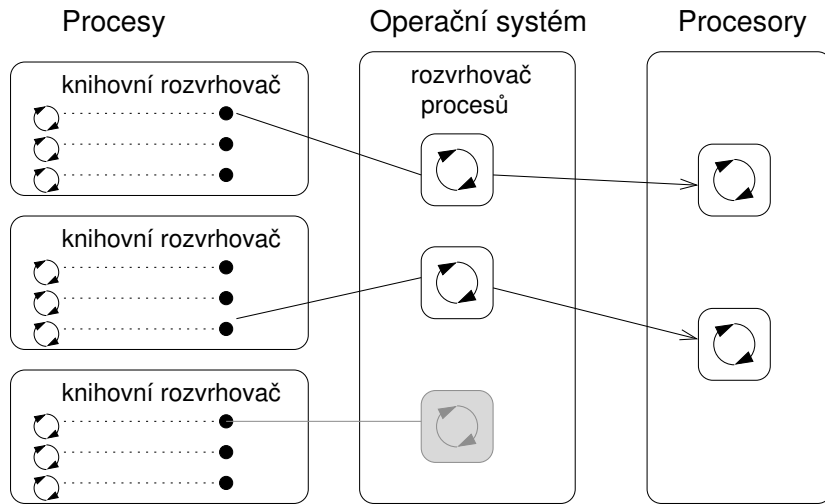 Procesy
Operační systém
Procesory
knihovní rozvrhovač
rozvrhovač
procesů
knihovní rozvrhovač
knihovní rozvrhovač